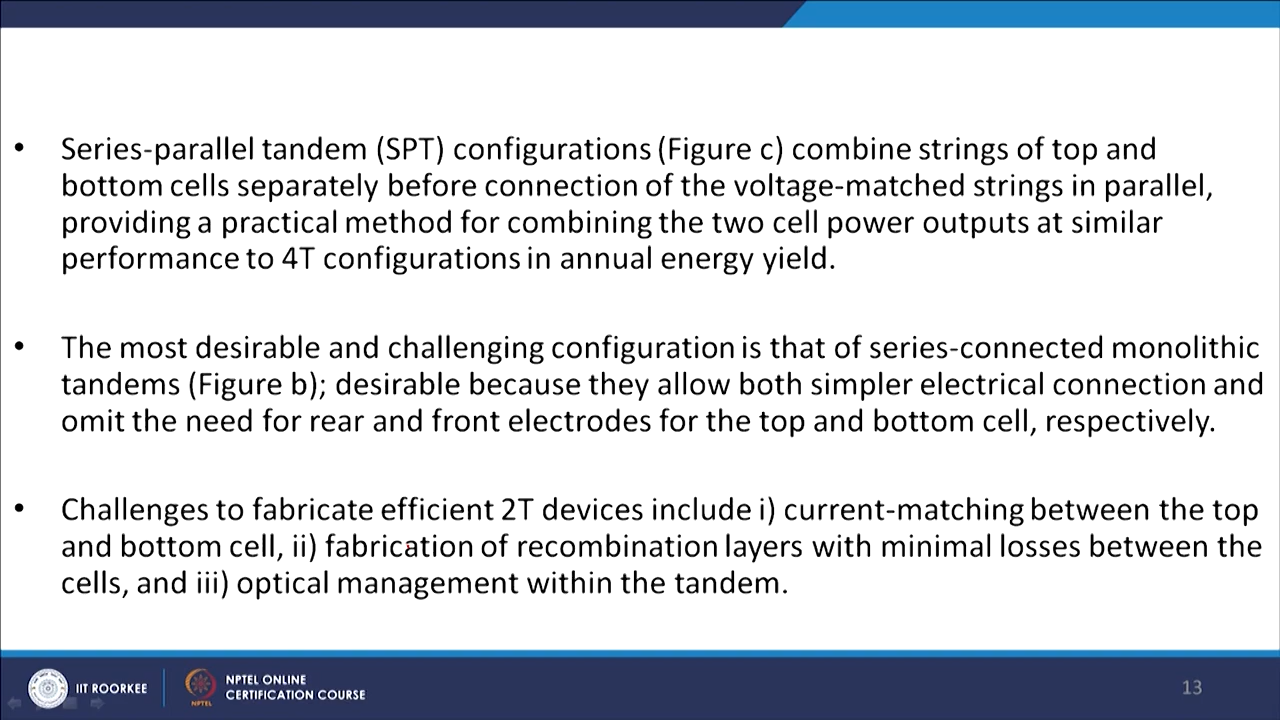 • Series-parallel tandem (SPT) configurations (Figure c) combine strings of top and
bottom cells separately before connection of the voltage-matched strings in parallel,
providing a practical method for combining the two cell power outputs at similar
performance to 4T configurations in annual energy yield.
• The most desirable and challenging configuration is that of series-connected monolithic
tandems (Figure b); desirable because they allow both simpler electrical connection and
omit the need for rear and front electrodes for the top and bottom cell, respectively.
• Challenges to fabricate efficient 2T devices include i) current-matching between the top
and bottom cell, ii) fabrication of recombination layers with minimal losses between the
cells, and iii) optical management within the tandem.
IIT ROORKEE
NPTEL
NPTEL ONLINE
CERTIFICATION COURSE
13